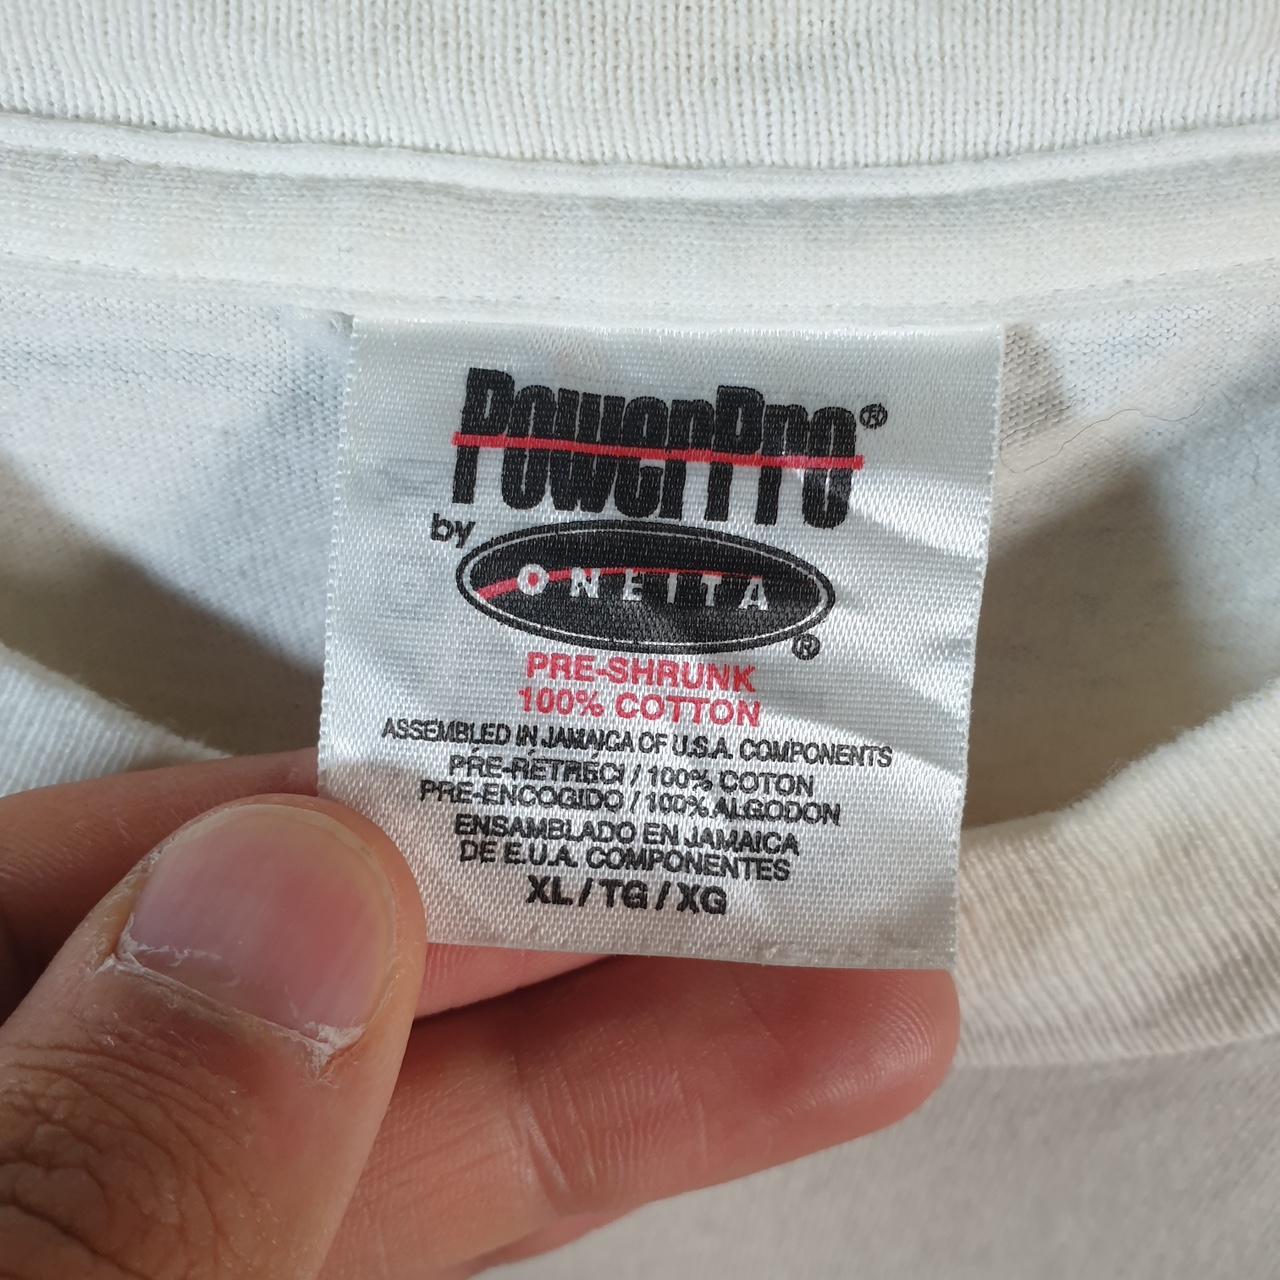 PowerPro®
by ONEITA®
PRE-SHRUNK
100% COTTON
ASSEMBLED IN JAMAICA OF U.S.A. COMPONENTS
PRÉ-RÉTRÉCI / 100% COTON
PRE-ENCOGIDO / 100% ALGODON
ENSAMBLADO EN JAMAICA
DE E.U.A. COMPONENTES
XL / TG / XG